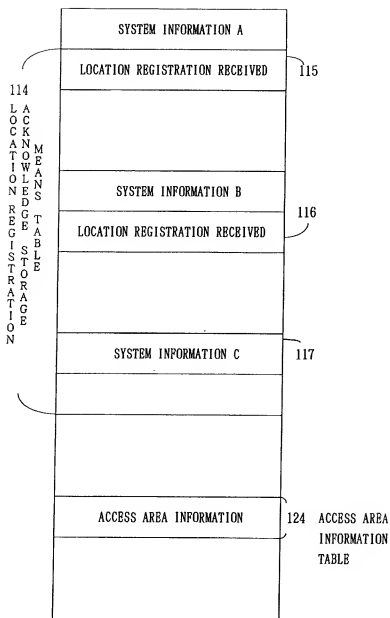 SYSTEM INFORMATION A
LOCATION REGISTRATION RECEIVED
115
114
LOCATION REGISTRATION
ACKNOWLEDGE STORAGE
MEANS TABLE
SYSTEM INFORMATION B
LOCATION REGISTRATION RECEIVED
116
SYSTEM INFORMATION C
117
ACCESS AREA INFORMATION
124 ACCESS AREA
INFORMATION
TABLE